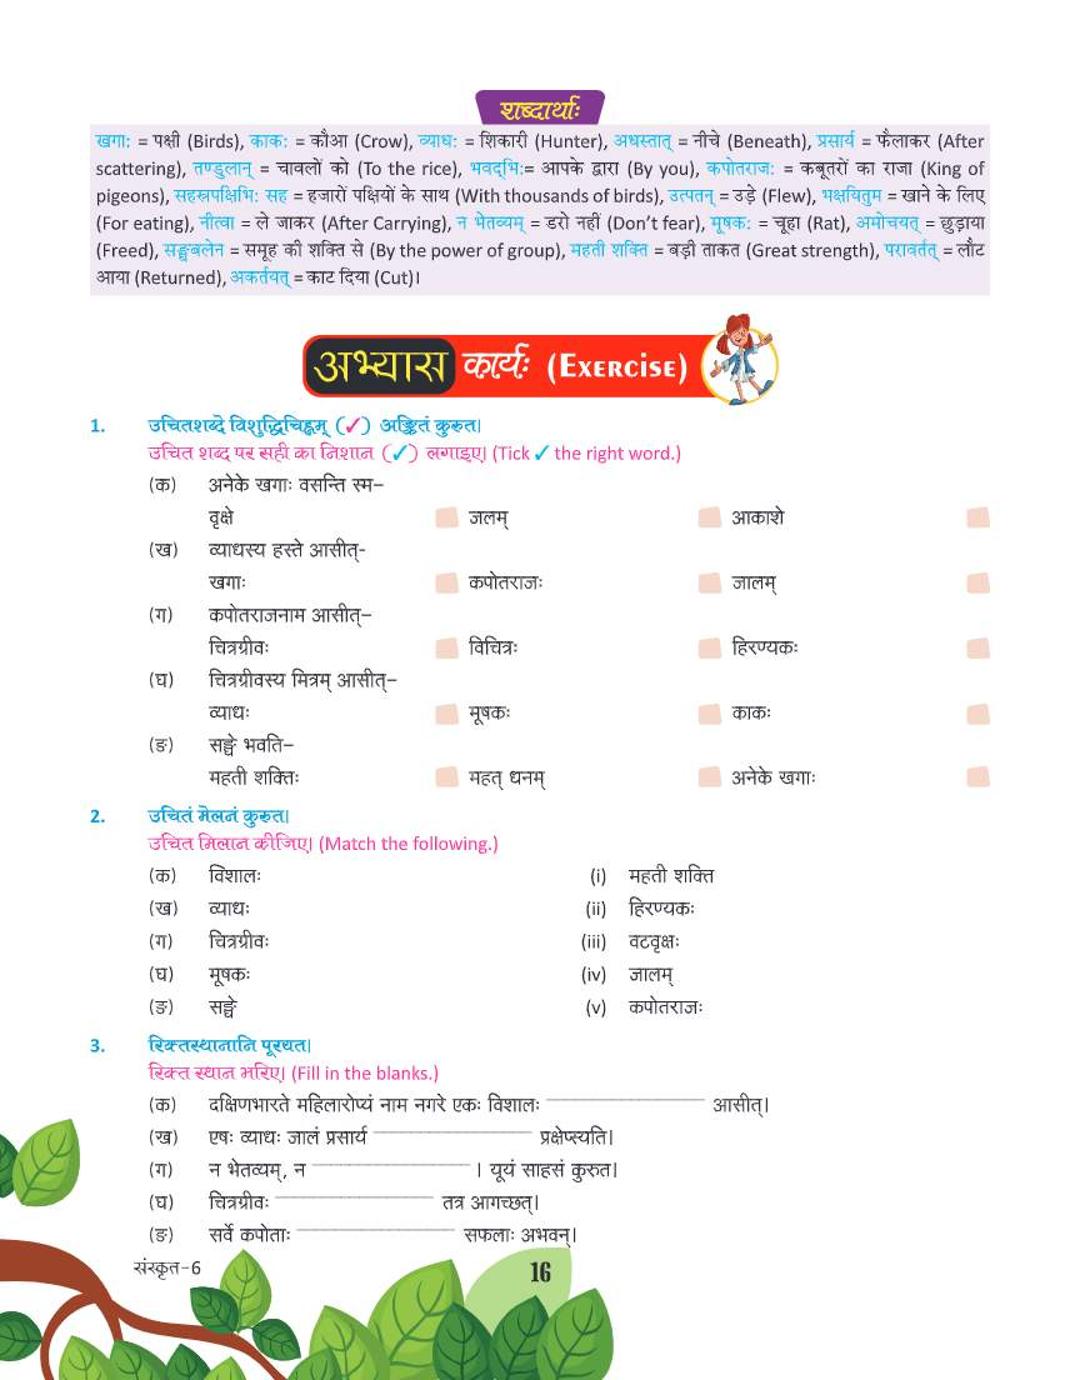 शब्दार्थाः
खगाः = पक्षी (Birds), काकः = कौआ (Crow), व्याधः = शिकारी (Hunter), अधस्तात् = नीचे (Beneath), प्रसार्य = फैलाकर (After
scattering), तण्डुलान् = चावलों को (To the rice), भवद्भिः= आपके द्वारा (By you), कपोतराजः = कबूतरों का राजा (King of
pigeons), सहस्त्रपक्षिभिः सह = हजारों पक्षियों के साथ (With thousands of birds), उत्पतन् = उड़े (Flew), भक्षयितुम = खाने के लिए
(For eating), नीत्वा = ले जाकर (After Carrying), न भेतव्यम् = डरो नहीं (Don't fear), मूषकः = चूहा (Rat), अमोचयत् = छुड़ाया
(Freed), सङ्घबलेन = समूह की शक्ति से (By the power of group), महती शक्ति = बड़ी ताकत (Great strength), परावर्तत् = लौट
आया (Returned), अकर्तयत् = काट दिया (Cut)।
अभ्यास कार्यः (EXERCISE)
1. उचितशब्दे विशुद्धिचिह्नम् (✓) अङ्कितं कुरुत।
उचित शब्द पर सही का निशान (✓) लगाइए। (Tick ✓ the right word.)
(क) अनेके खगाः वसन्ति स्म–
वृक्षे जलम् आकाशे
(ख) व्याधस्य हस्ते आसीत्-
खगाः कपोतराजः जालम्
(ग) कपोतराजनाम आसीत्–
चित्रग्रीवः विचित्रः हिरण्यकः
(घ) चित्रग्रीवस्य मित्रम् आसीत्–
व्याधः मूषकः काकः
(ङ) सङ्घे भवति–
महती शक्तिः महत् धनम् अनेके खगाः
2. उचितं मेलनं कुरुत।
उचित मिलान कीजिए। (Match the following.)
(क) विशालः (i) महती शक्ति
(ख) व्याधः (ii) हिरण्यकः
(ग) चित्रग्रीवः (iii) वटवृक्षः
(घ) मूषकः (iv) जालम्
(ङ) सङ्घे (v) कपोतराजः
3. रिक्तस्थानानि पूरयत।
रिक्त स्थान भरिए। (Fill in the blanks.)
(क) दक्षिणभारते महिलारोप्यं नाम नगरे एकः विशालः आसीत्।
(ख) एषः व्याधः जालं प्रसार्य प्रक्षेप्स्यति।
(ग) न भेतव्यम्, न । यूयं साहसं कुरुत।
(घ) चित्रग्रीवः तत्र आगच्छत्।
(ङ) सर्वे कपोताः सफलाः अभवन्।
संस्कृत-6 16